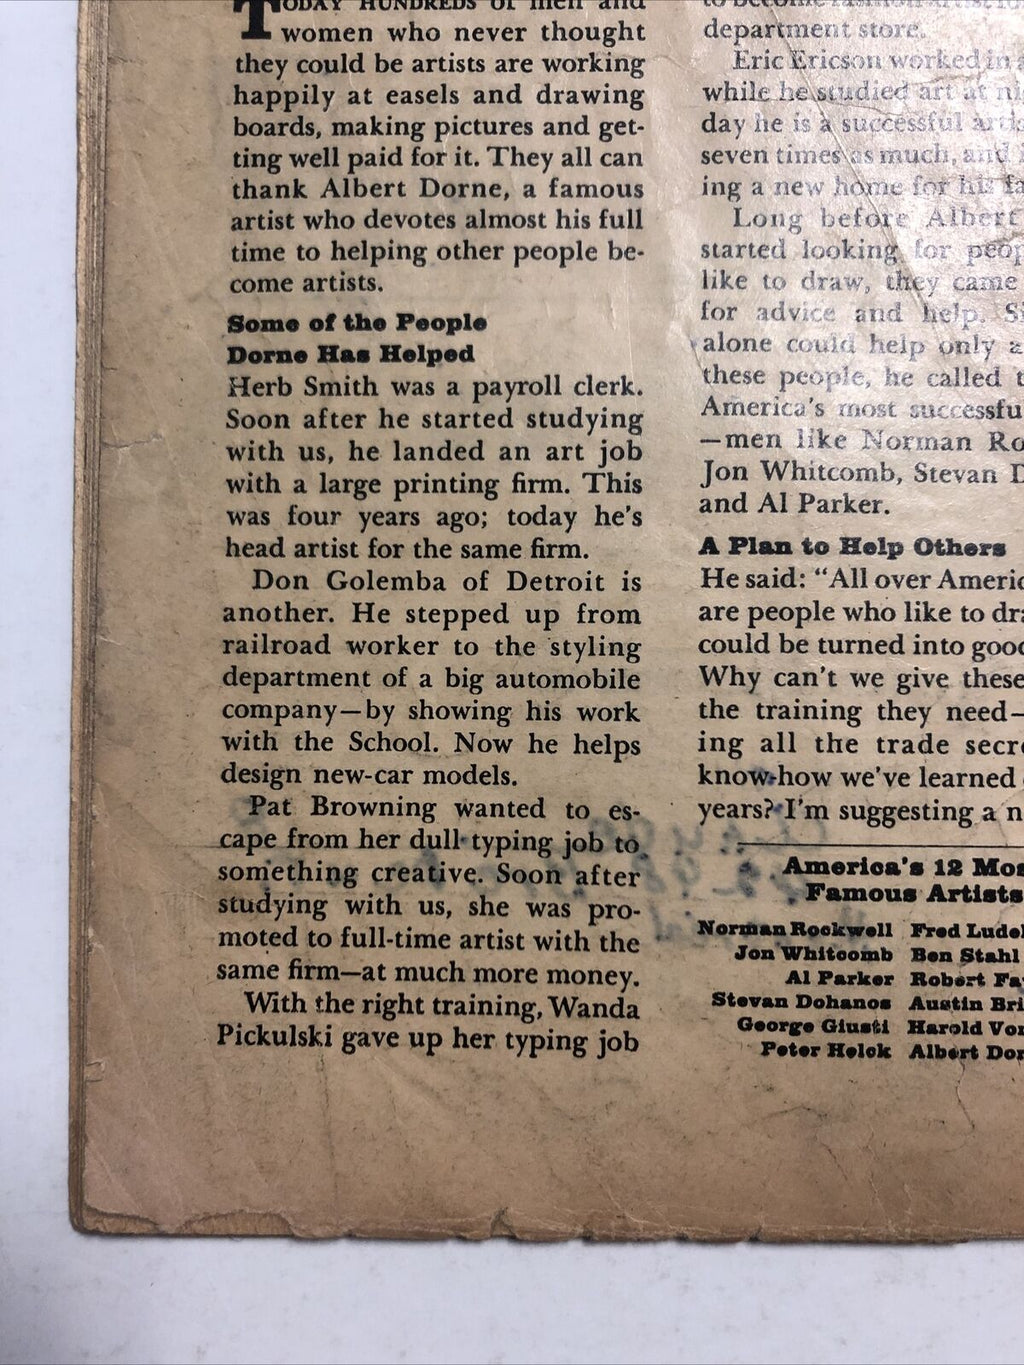 TODAY HUNDREDS of men and
women who never thought
they could be artists are working
happily at easels and drawing
boards, making pictures and get-
ting well paid for it. They all can
thank Albert Dorne, a famous
artist who devotes almost his full
time to helping other people be-
come artists.
Some of the People
Dorne Has Helped
Herb Smith was a payroll clerk.
Soon after he started studying
with us, he landed an art job
with a large printing firm. This
was four years ago; today he's
head artist for the same firm.
Don Golemba of Detroit is
another. He stepped up from
railroad worker to the styling
department of a big automobile
company—by showing his work
with the School. Now he helps
design new-car models.
Pat Browning wanted to es-
cape from her dull typing job to
something creative. Soon after
studying with us, she was pro-
moted to full-time artist with the
same firm—at much more money.
With the right training, Wanda
Pickulski gave up her typing job
to become fashion artist for
department store.
Eric Ericson worked in a
while he studied art at
day he is a successful
seven times as much, and
ing a new home for his
Long before Albert
started looking for
like to draw, they came
for advice and help.
alone could help only a
these people, he called
America's most
—men like Norman
Jon Whitcomb, Stevan D
and Al Parker.
A Plan to Help Others
He said: "All over
are people who like to
could be turned into
Why can't we give these
the training they need—
ing all the trade
know-how we've learned
years? I'm suggesting a n
America's 12
Famous Artists
Norman Rockwell Fred
Jon Whitcomb Ben Stahl
Al Parker Robert
Stevan Dohanos Austin
George Giusti Harold
Peter Helck Albert